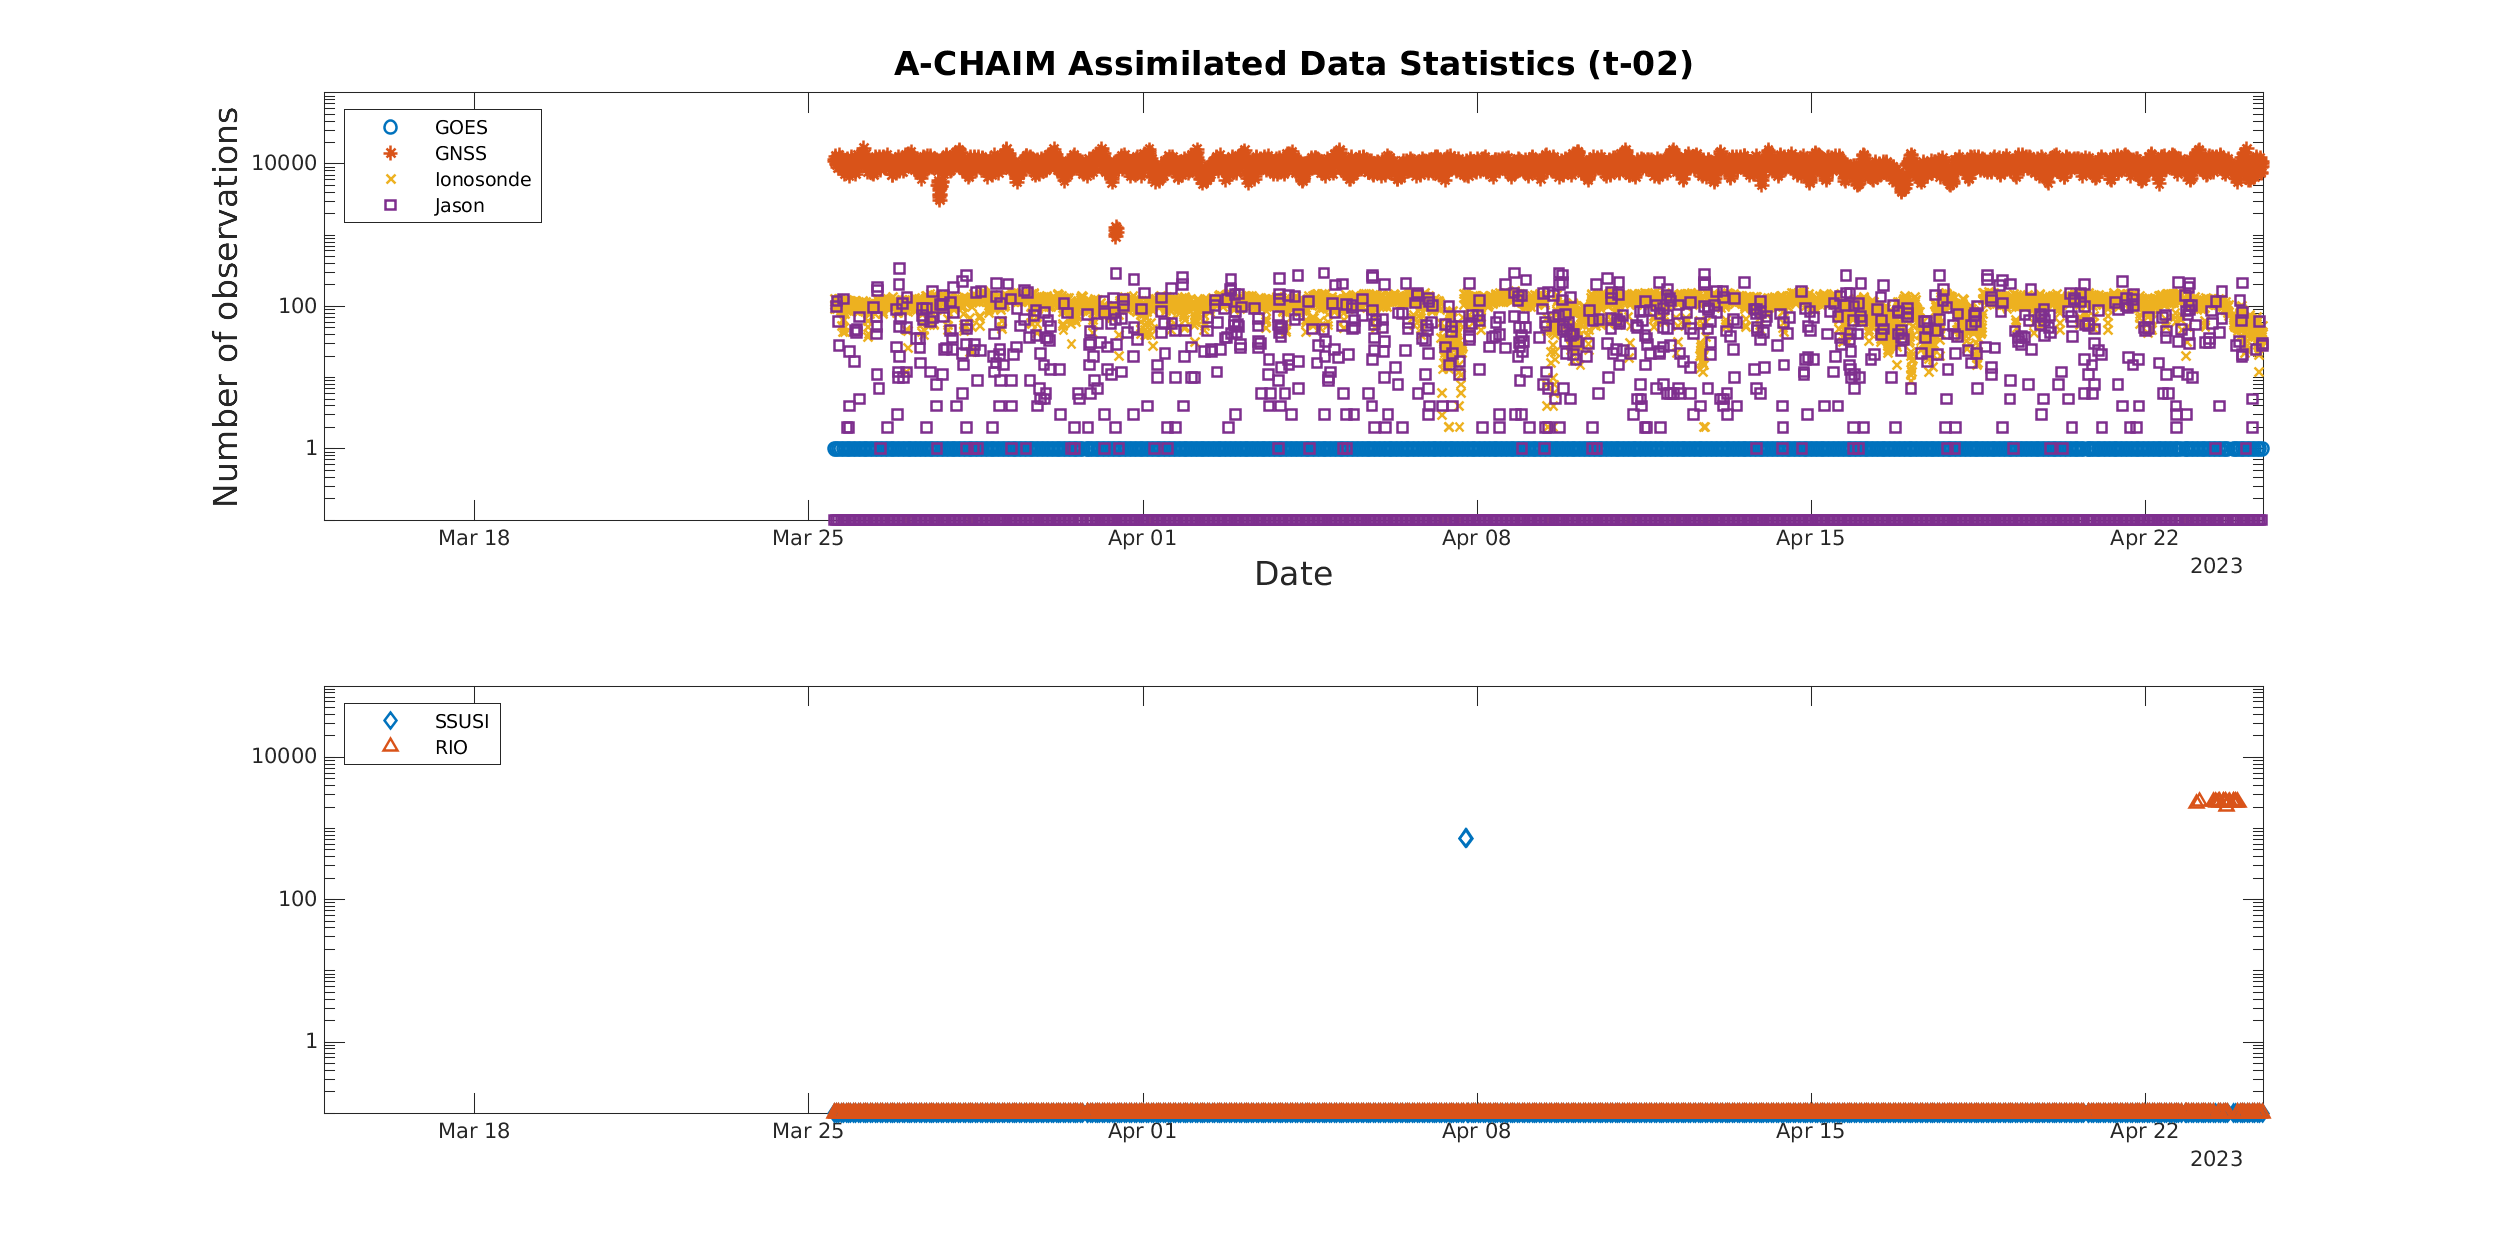 A-CHAIM Assimilated Data Statistics (t-02)
Number of observations
10000
100
1
GOES
GNSS
Ionosonde
Jason
Mar 18
Mar 25
Apr 01
Apr 08
Apr 15
Apr 22
2023
Date
10000
100
1
SSUSI
RIO
Mar 18
Mar 25
Apr 01
Apr 08
Apr 15
Apr 22
2023